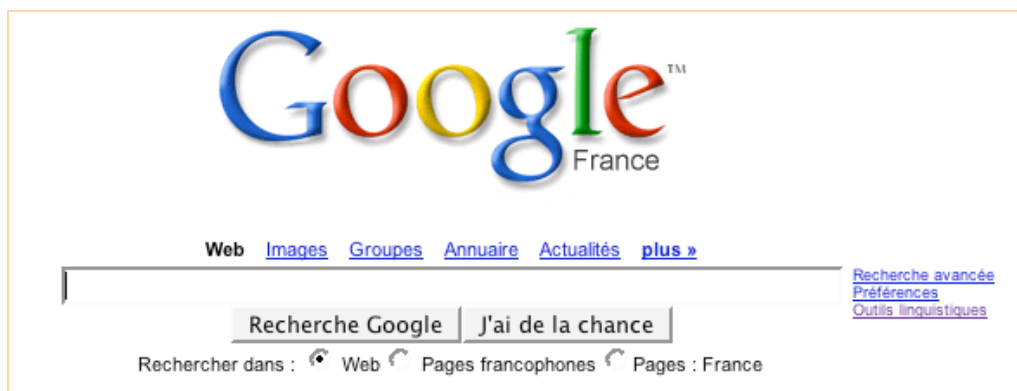 Google™
France
Web Images Groupes Annuaire Actualités plus »
Recherche avancée
Préférences
Outils linguistiques
Recherche Google J'ai de la chance
Rechercher dans : Web Pages francophones Pages : France